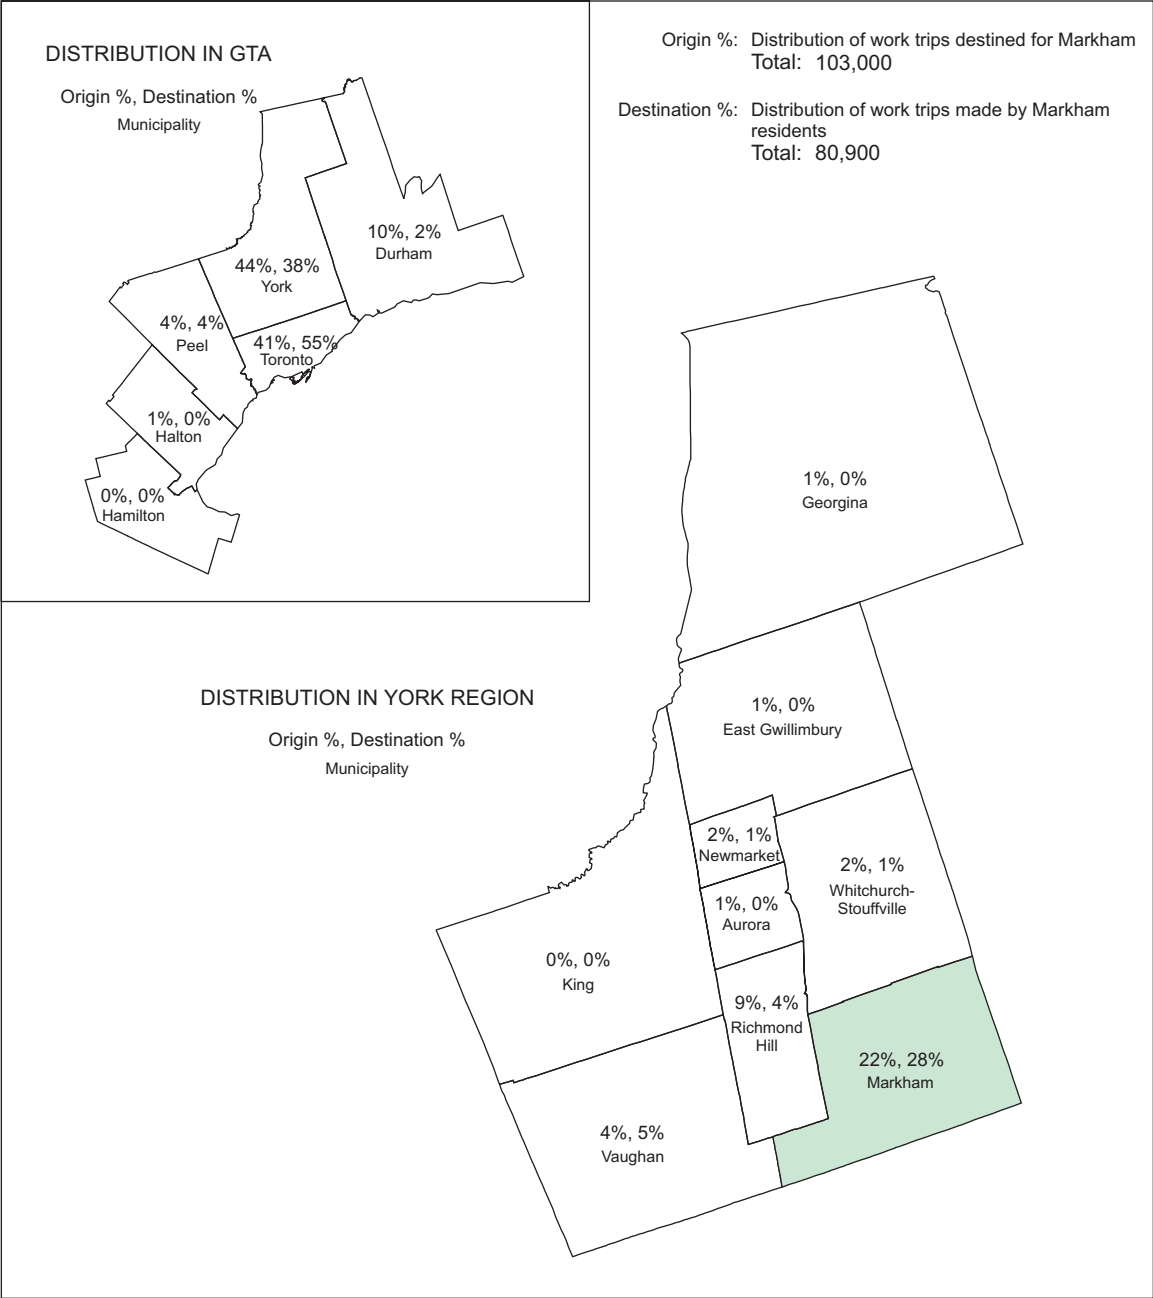 DISTRIBUTION IN GTA
Origin %, Destination %
Municipality
10%, 2%
Durham
44%, 38%
York
4%, 4%
Peel
41%, 55%
Toronto
1%, 0%
Halton
0%, 0%
Hamilton
Origin %: Distribution of work trips destined for Markham
Total: 103,000
Destination %: Distribution of work trips made by Markham
residents
Total: 80,900
DISTRIBUTION IN YORK REGION
Origin %, Destination %
Municipality
1%, 0%
Georgina
1%, 0%
East Gwillimbury
2%, 1%
Newmarket
2%, 1%
Whitchurch-
Stouffville
1%, 0%
Aurora
0%, 0%
King
9%, 4%
Richmond
Hill
22%, 28%
Markham
4%, 5%
Vaughan